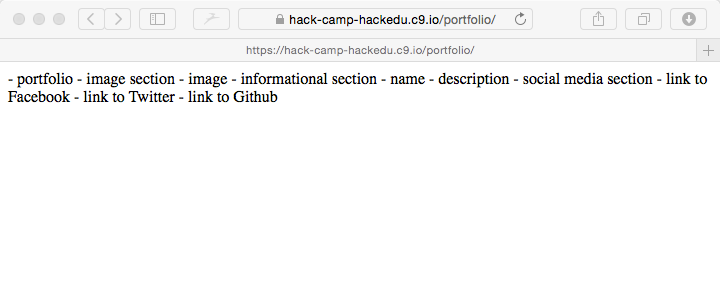 hack-camp-hackedu.c9.io/portfolio/
https://hack-camp-hackedu.c9.io/portfolio/
- portfolio - image section - image - informational section - name - description - social media section - link to
Facebook - link to Twitter - link to Github